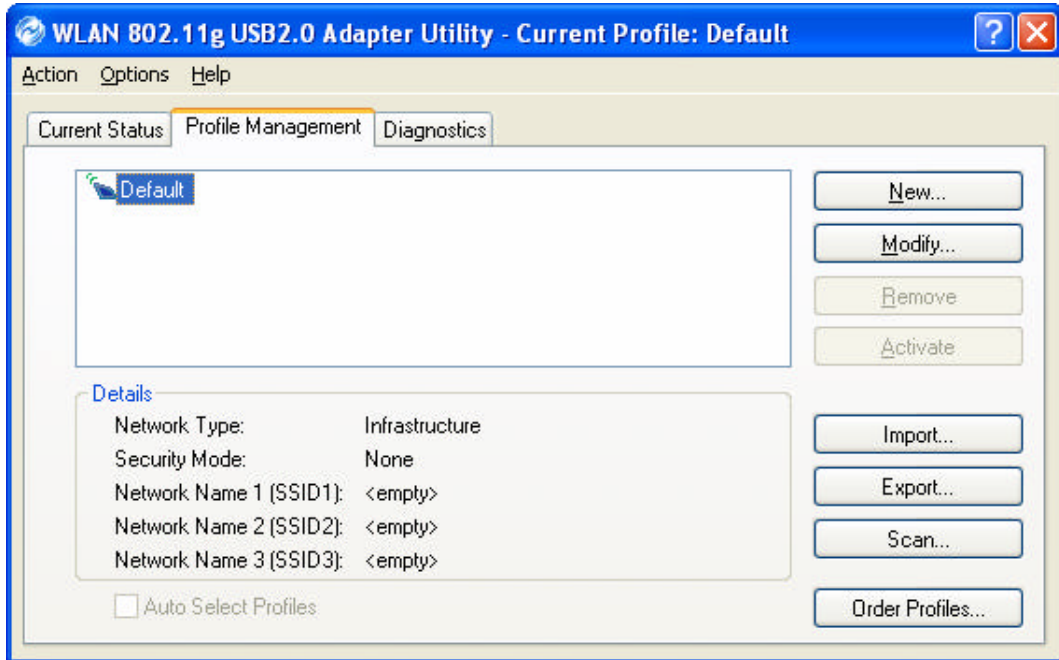 WLAN 802.11g USB2.0 Adapter Utility - Current Profile: Default
Action Options Help
Current Status Profile Management Diagnostics
Default
New...
Modify...
Remove
Activate
Details
Network Type: Infrastructure
Security Mode: None
Network Name 1 (SSID1): <empty>
Network Name 2 (SSID2): <empty>
Network Name 3 (SSID3): <empty>
Import...
Export...
Scan...
Auto Select Profiles
Order Profiles...